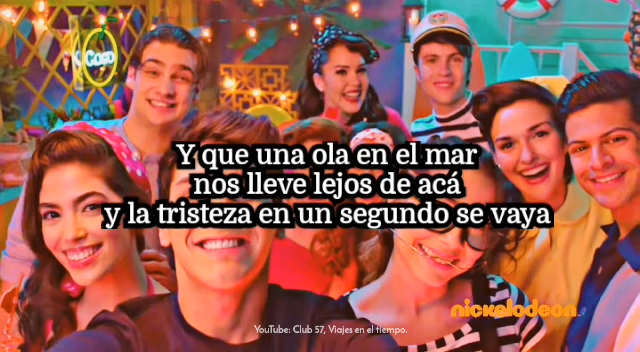 Coco
Y que una ola en el mar
nos lleve lejos de acá
y la tristeza en un segundo se vaya
nickelodeon
YouTube: Club 57, Viajes en el tiempo.